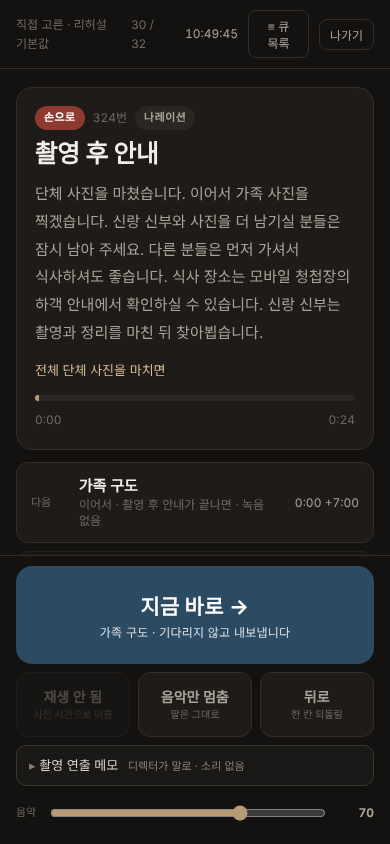 직접 고른 · 리허설 기본값
30 / 32
10:49:45
≡ 큐 목록
나가기
손으로 324번 나레이션
촬영 후 안내
단체 사진을 마쳤습니다. 이어서 가족 사진을
찍겠습니다. 신랑 신부와 사진을 더 남기실 분들은
잠시 남아 주세요. 다른 분들은 먼저 가셔서
식사하셔도 좋습니다. 식사 장소는 모바일 청첩장의
하객 안내에서 확인하실 수 있습니다. 신랑 신부는
촬영과 정리를 마친 뒤 찾아뵙니다.
전체 단체 사진을 마치면
0:00 0:24
다음
가족 구도
이어서 · 촬영 후 안내가 끝나면 · 녹음
없음
0:00 +7:00
지금 바로 →
가족 구도 · 기다리지 않고 내보냅니다
재생 안 됨
사진 시간으로 이름
음악만 멈춤
말은 그대로
뒤로
한 칸 되돌림
▸ 촬영 연출 메모 디렉터가 말로 · 소리 없음
음악 70